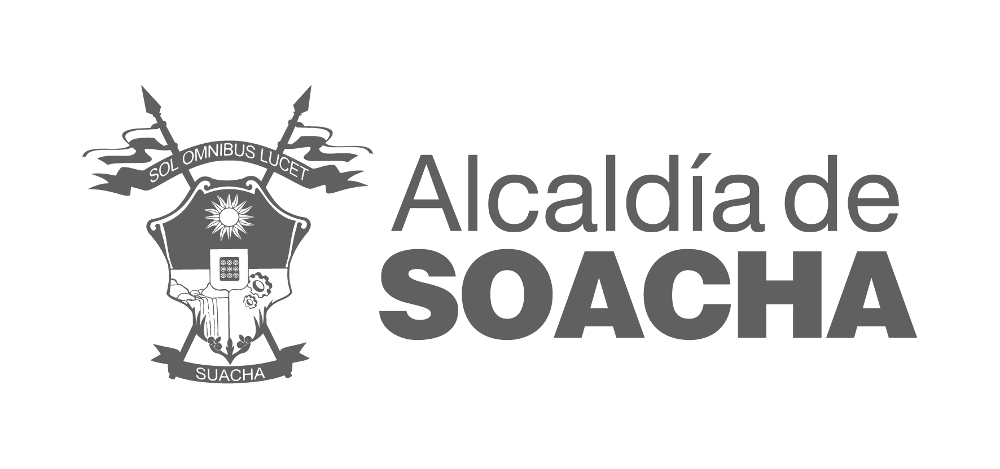 SOL OMNIBUS LUCET
SUACHA
Alcaldía de
SOACHA